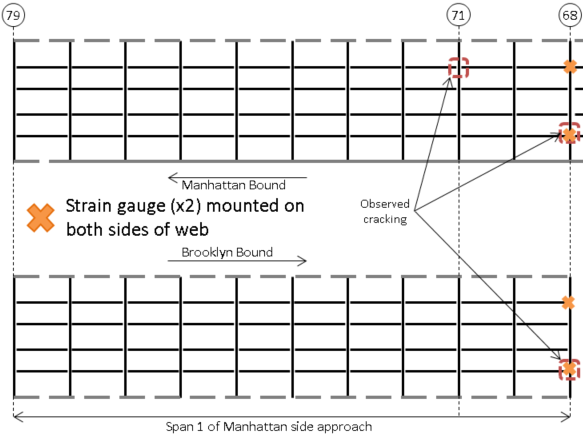 79
71
68
Manhattan Bound
Strain gauge (x2) mounted on
both sides of web
Observed
cracking
Brooklyn Bound
Span 1 of Manhattan side approach